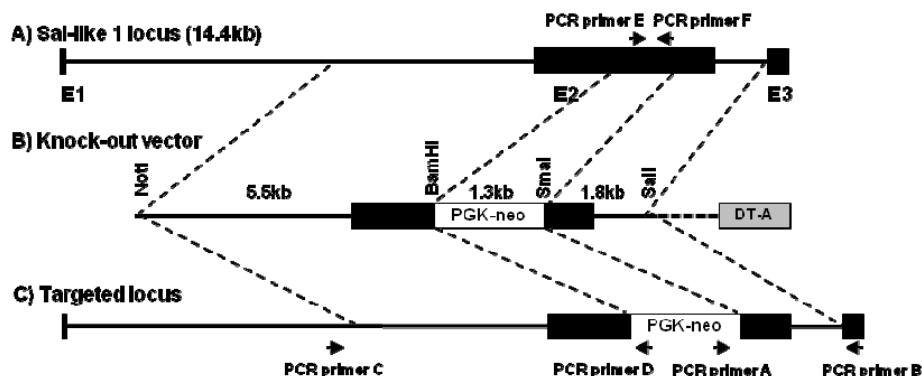 PCR primer E PCR primer F
A) Sal-like 1 locus (14.4kb)
E1 E2 E3
B) Knock-out vector
NotI BamHI SmaI SalI
5.5kb 1.3kb 1.8kb
PGK-neo DT-A
C) Targeted locus
PGK-neo
PCR primer C PCR primer D PCR primer A PCR primer B